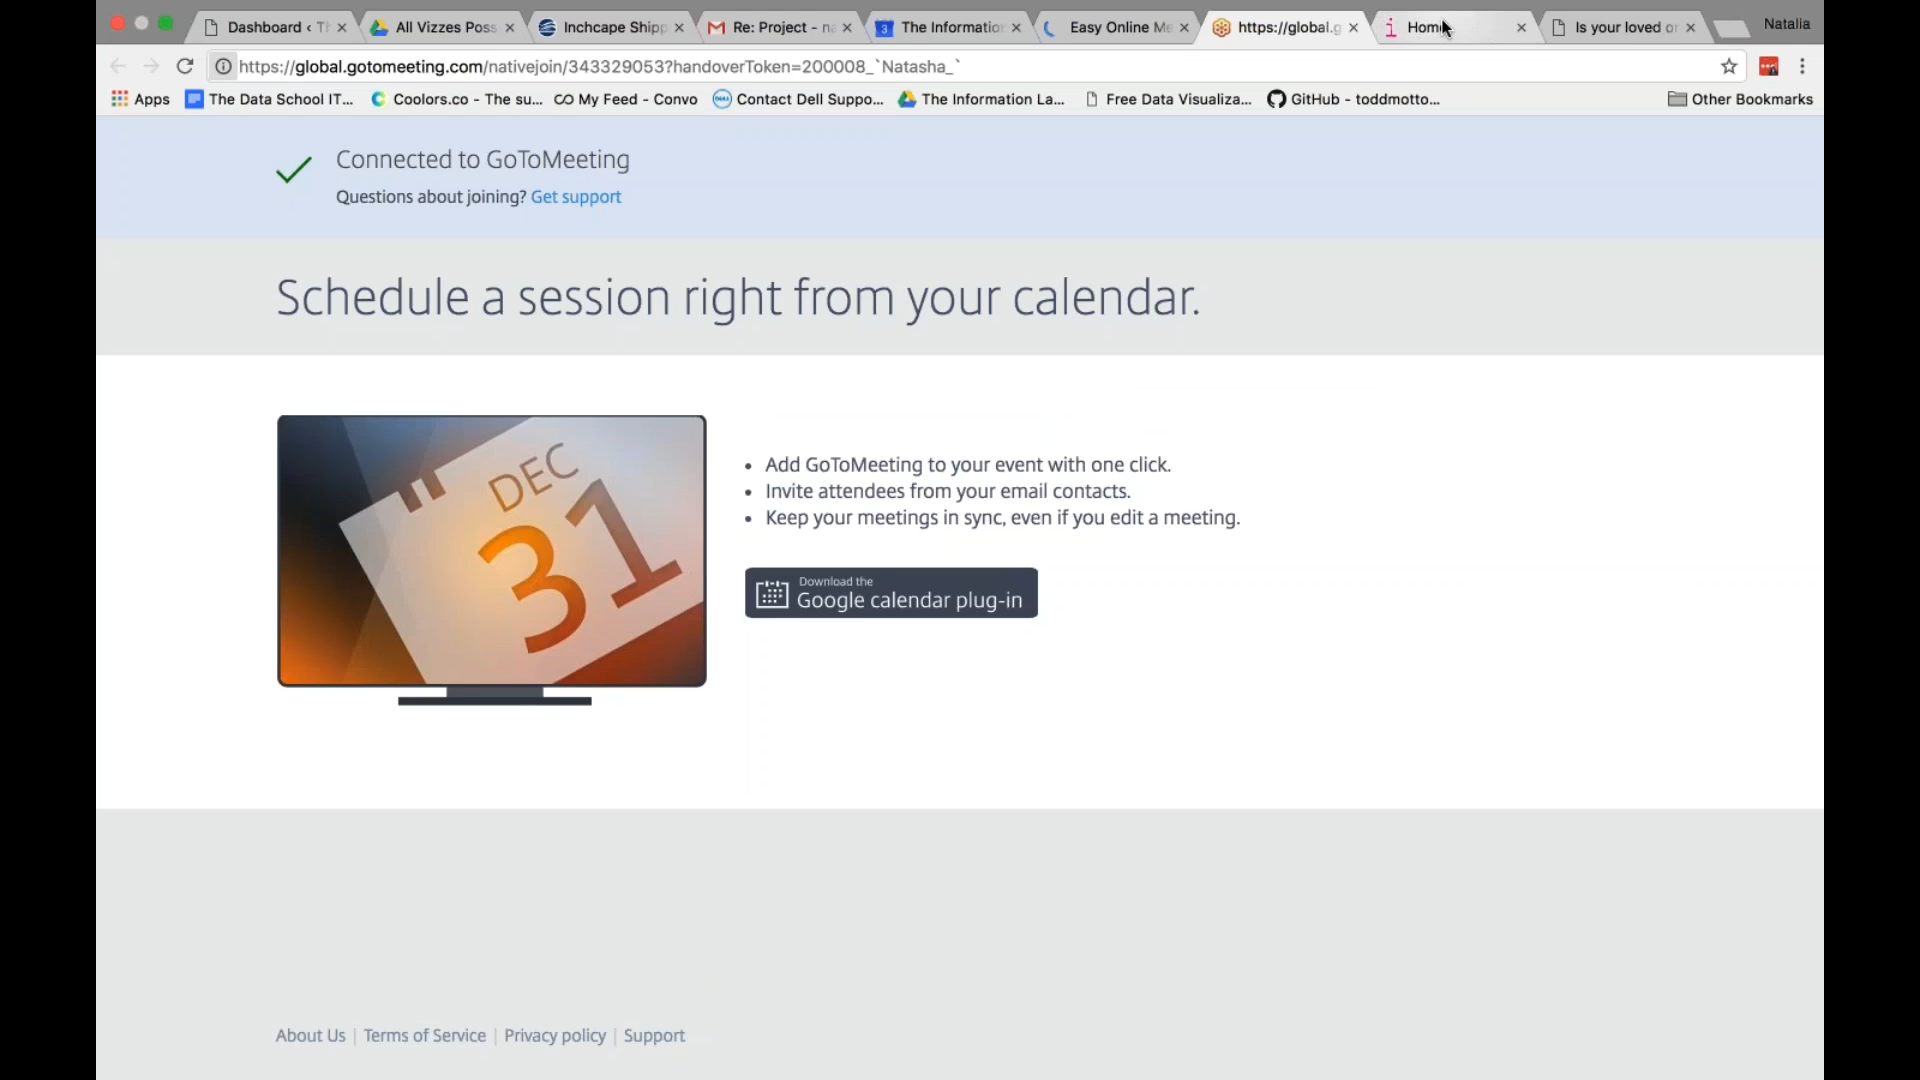 Dashboard ‹ Th
All Vizzes Poss
Inchcape Shipp
Re: Project - na
The Information
Easy Online Me
https://global.g
Home
Is your loved or
Natalia
https://global.gotomeeting.com/nativejoin/343329053?handoverToken=200008_`Natasha_`
Apps
The Data School IT...
Coolors.co - The su...
My Feed - Convo
Contact Dell Suppo...
The Information La...
Free Data Visualiza...
GitHub - toddmotto...
Other Bookmarks
Connected to GoToMeeting
Questions about joining? Get support
Schedule a session right from your calendar.
DEC
31
• Add GoToMeeting to your event with one click.
• Invite attendees from your email contacts.
• Keep your meetings in sync, even if you edit a meeting.
Download the
Google calendar plug-in
About Us | Terms of Service | Privacy policy | Support